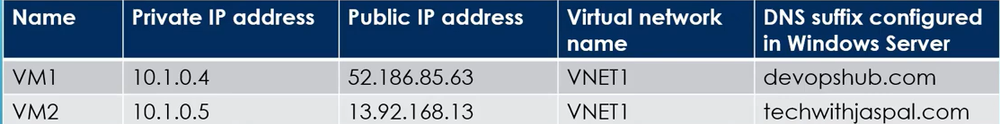 Name Private IP address Public IP address Virtual network name DNS suffix configured in Windows Server
VM1 10.1.0.4 52.186.85.63 VNET1 devopshub.com
VM2 10.1.0.5 13.92.168.13 VNET1 techwithjaspal.com